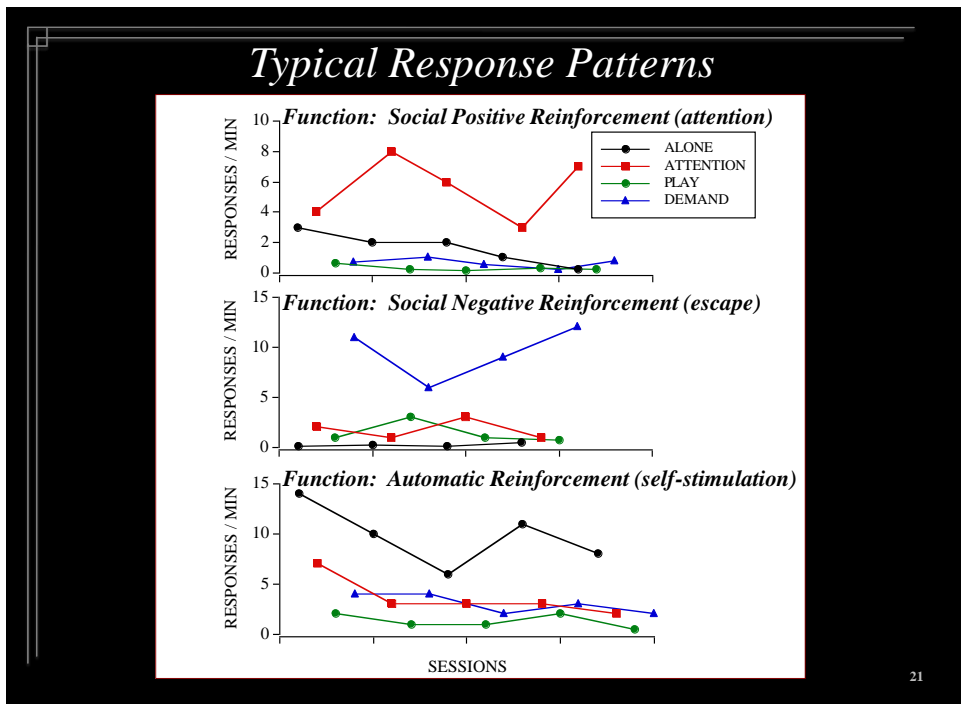 Typical Response Patterns
Function: Social Positive Reinforcement (attention)
RESPONSES / MIN
10
8
6
4
2
0
ALONE
ATTENTION
PLAY
DEMAND
Function: Social Negative Reinforcement (escape)
RESPONSES / MIN
15
10
5
0
Function: Automatic Reinforcement (self-stimulation)
RESPONSES / MIN
15
10
5
0
SESSIONS
21